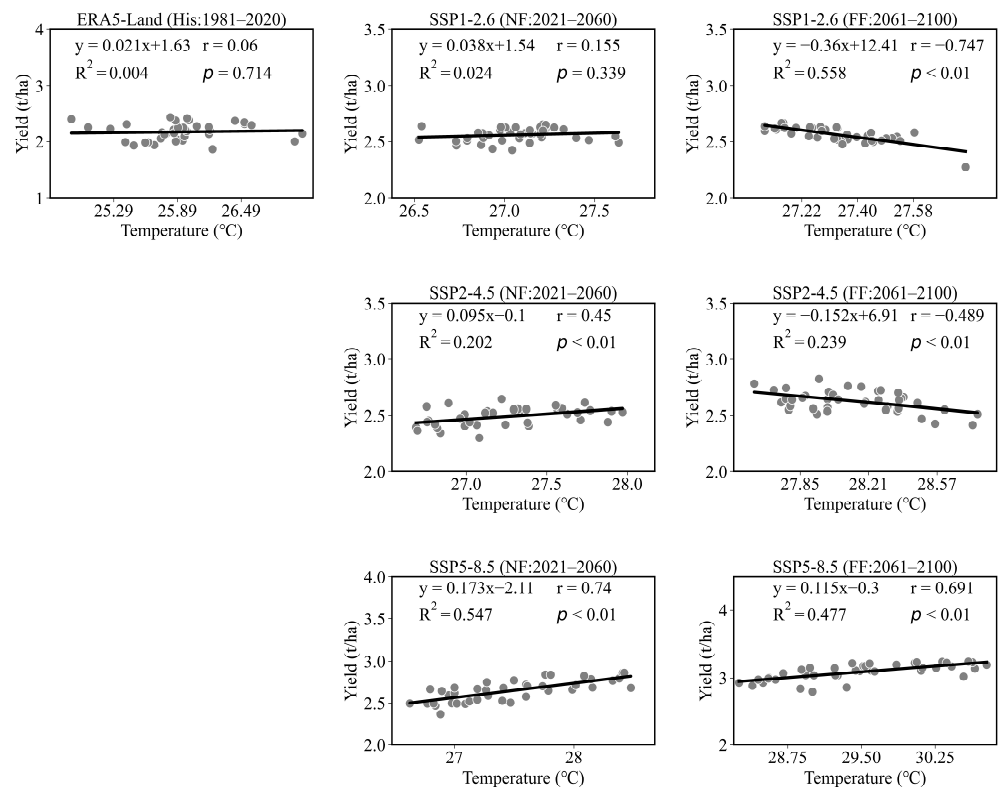 ERA5-Land (His:1981–2020)
y = 0.021x+1.63 r = 0.06
R² = 0.004 p = 0.714
Yield (t/ha)
4
3
2
1
25.29 25.89 26.49
Temperature (℃)
SSP1-2.6 (NF:2021–2060)
y = 0.038x+1.54 r = 0.155
R² = 0.024 p = 0.339
Yield (t/ha)
3.5
3.0
2.5
2.0
26.5 27.0 27.5
Temperature (℃)
SSP1-2.6 (FF:2061–2100)
y = −0.36x+12.41 r = −0.747
R² = 0.558 p < 0.01
Yield (t/ha)
3.5
3.0
2.5
2.0
27.22 27.40 27.58
Temperature (℃)
SSP2-4.5 (NF:2021–2060)
y = 0.095x−0.1 r = 0.45
R² = 0.202 p < 0.01
Yield (t/ha)
3.5
3.0
2.5
2.0
27.0 27.5 28.0
Temperature (℃)
SSP2-4.5 (FF:2061–2100)
y = −0.152x+6.91 r = −0.489
R² = 0.239 p < 0.01
Yield (t/ha)
3.5
3.0
2.5
2.0
27.85 28.21 28.57
Temperature (℃)
SSP5-8.5 (NF:2021–2060)
y = 0.173x−2.11 r = 0.74
R² = 0.547 p < 0.01
Yield (t/ha)
4.0
3.5
3.0
2.5
2.0
27 28
Temperature (℃)
SSP5-8.5 (FF:2061–2100)
y = 0.115x−0.3 r = 0.691
R² = 0.477 p < 0.01
Yield (t/ha)
4
3
2
28.75 29.50 30.25
Temperature (℃)